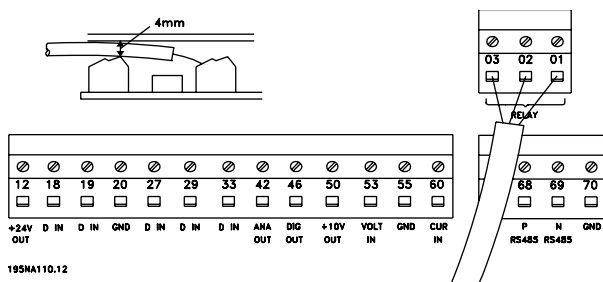 4mm
03 02 01
RELAY
12 18 19 20 27 29 33 42 46 50 53 55 60
+24V OUT D IN D IN GND D IN D IN D IN ANA OUT DIG OUT +10V OUT VOLT IN GND CUR IN
68 69 70
P RS485 N RS485 GND
195NA110.12